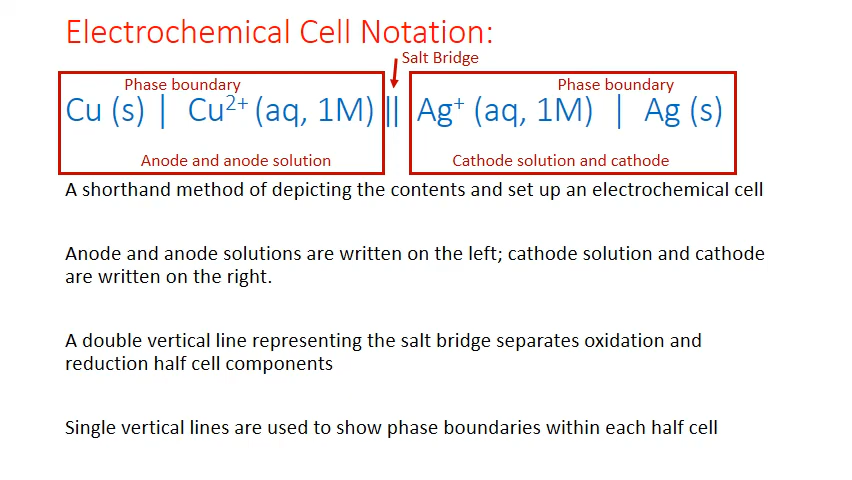 Electrochemical Cell Notation:
Salt Bridge
Phase boundary
Phase boundary
Cu (s) | Cu²⁺ (aq, 1M) || Ag⁺ (aq, 1M) | Ag (s)
Anode and anode solution
Cathode solution and cathode
A shorthand method of depicting the contents and set up an electrochemical cell
Anode and anode solutions are written on the left; cathode solution and cathode
are written on the right.
A double vertical line representing the salt bridge separates oxidation and
reduction half cell components
Single vertical lines are used to show phase boundaries within each half cell